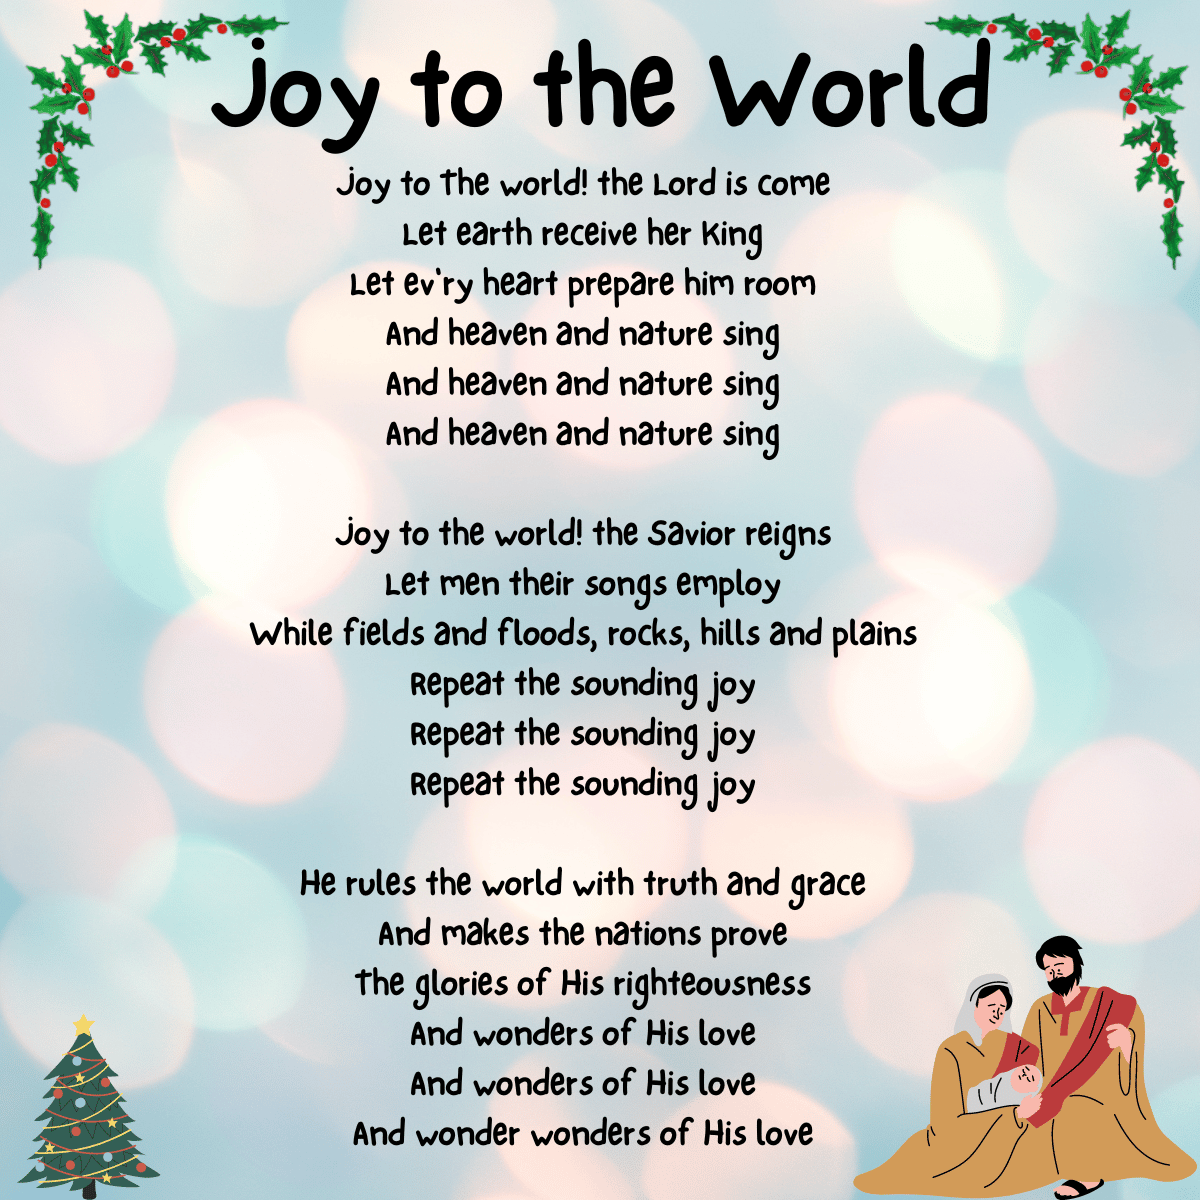 Joy to the World
Joy to The world! the Lord is come
Let earth receive her King
Let ev'ry heart prepare him room
And heaven and nature sing
And heaven and nature sing
And heaven and nature sing
Joy to the world! the Savior reigns
Let men their songs employ
While fields and floods, rocks, hills and plains
Repeat the sounding joy
Repeat the sounding joy
Repeat the sounding joy
He rules the world with truth and grace
And makes the nations prove
The glories of His righteousness
And wonders of His love
And wonders of His love
And wonder wonders of His love